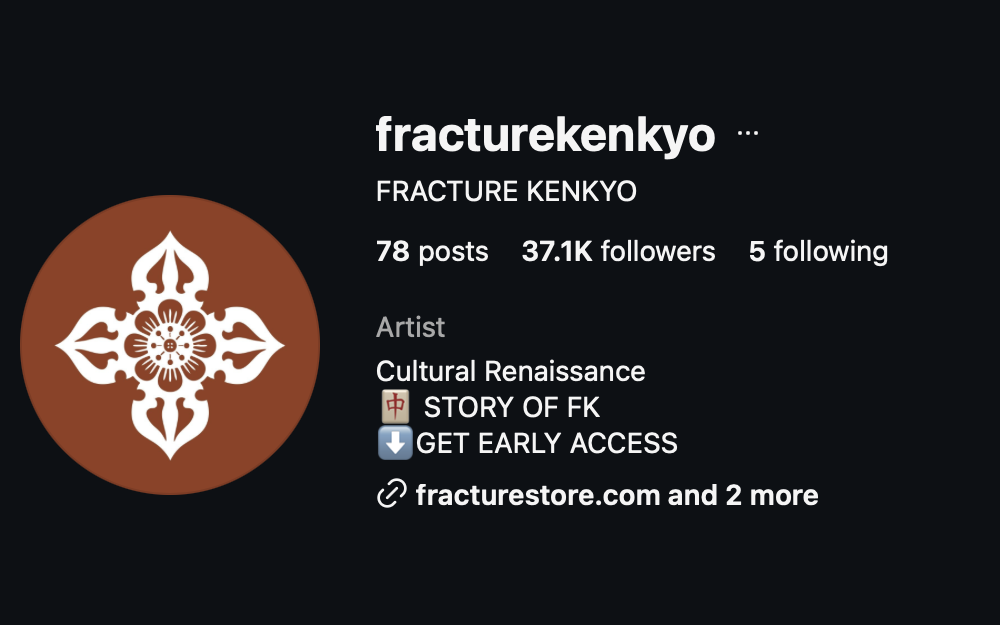 fracturekenkyo ...
FRACTURE KENKYO
78 posts 37.1K followers 5 following
Artist
Cultural Renaissance
🀄 STORY OF FK
⬇️GET EARLY ACCESS
fracturestore.com and 2 more